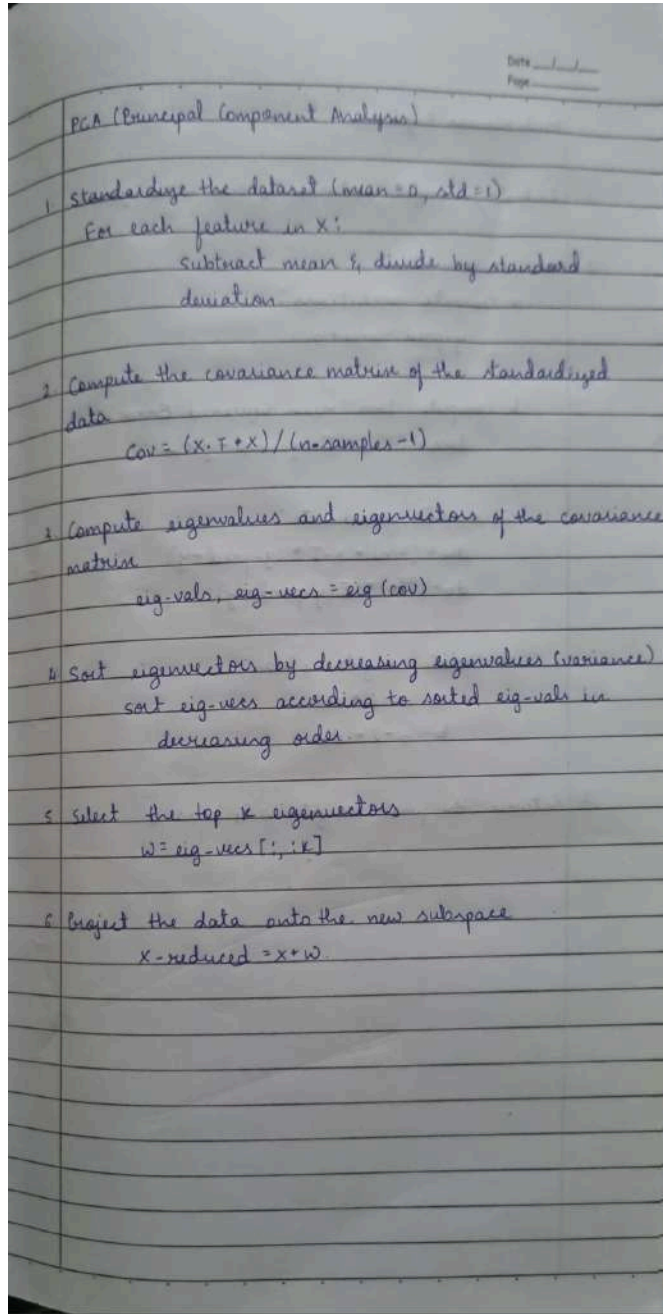 Date __/__/__
Page
PCA (Principal Component Analysis)
1 Standardize the dataset (mean = 0, std = 1)
For each feature in X:
subtract mean & divide by standard
deviation
2 Compute the covariance matrix of the standardized
data
Cov = (X.T * X) / (n-samples - 1)
3 Compute eigenvalues and eigenvectors of the covariance
matrix
eig-vals, eig-vecs = eig (cov)
4 Sort eigenvectors by decreasing eigenvalues (variance)
sort eig-vecs according to sorted eig-vals in
decreasing order.
5 Select the top k eigenvectors
W = eig-vecs [:, :k]
6 Project the data onto the new subspace
X-reduced = X * W